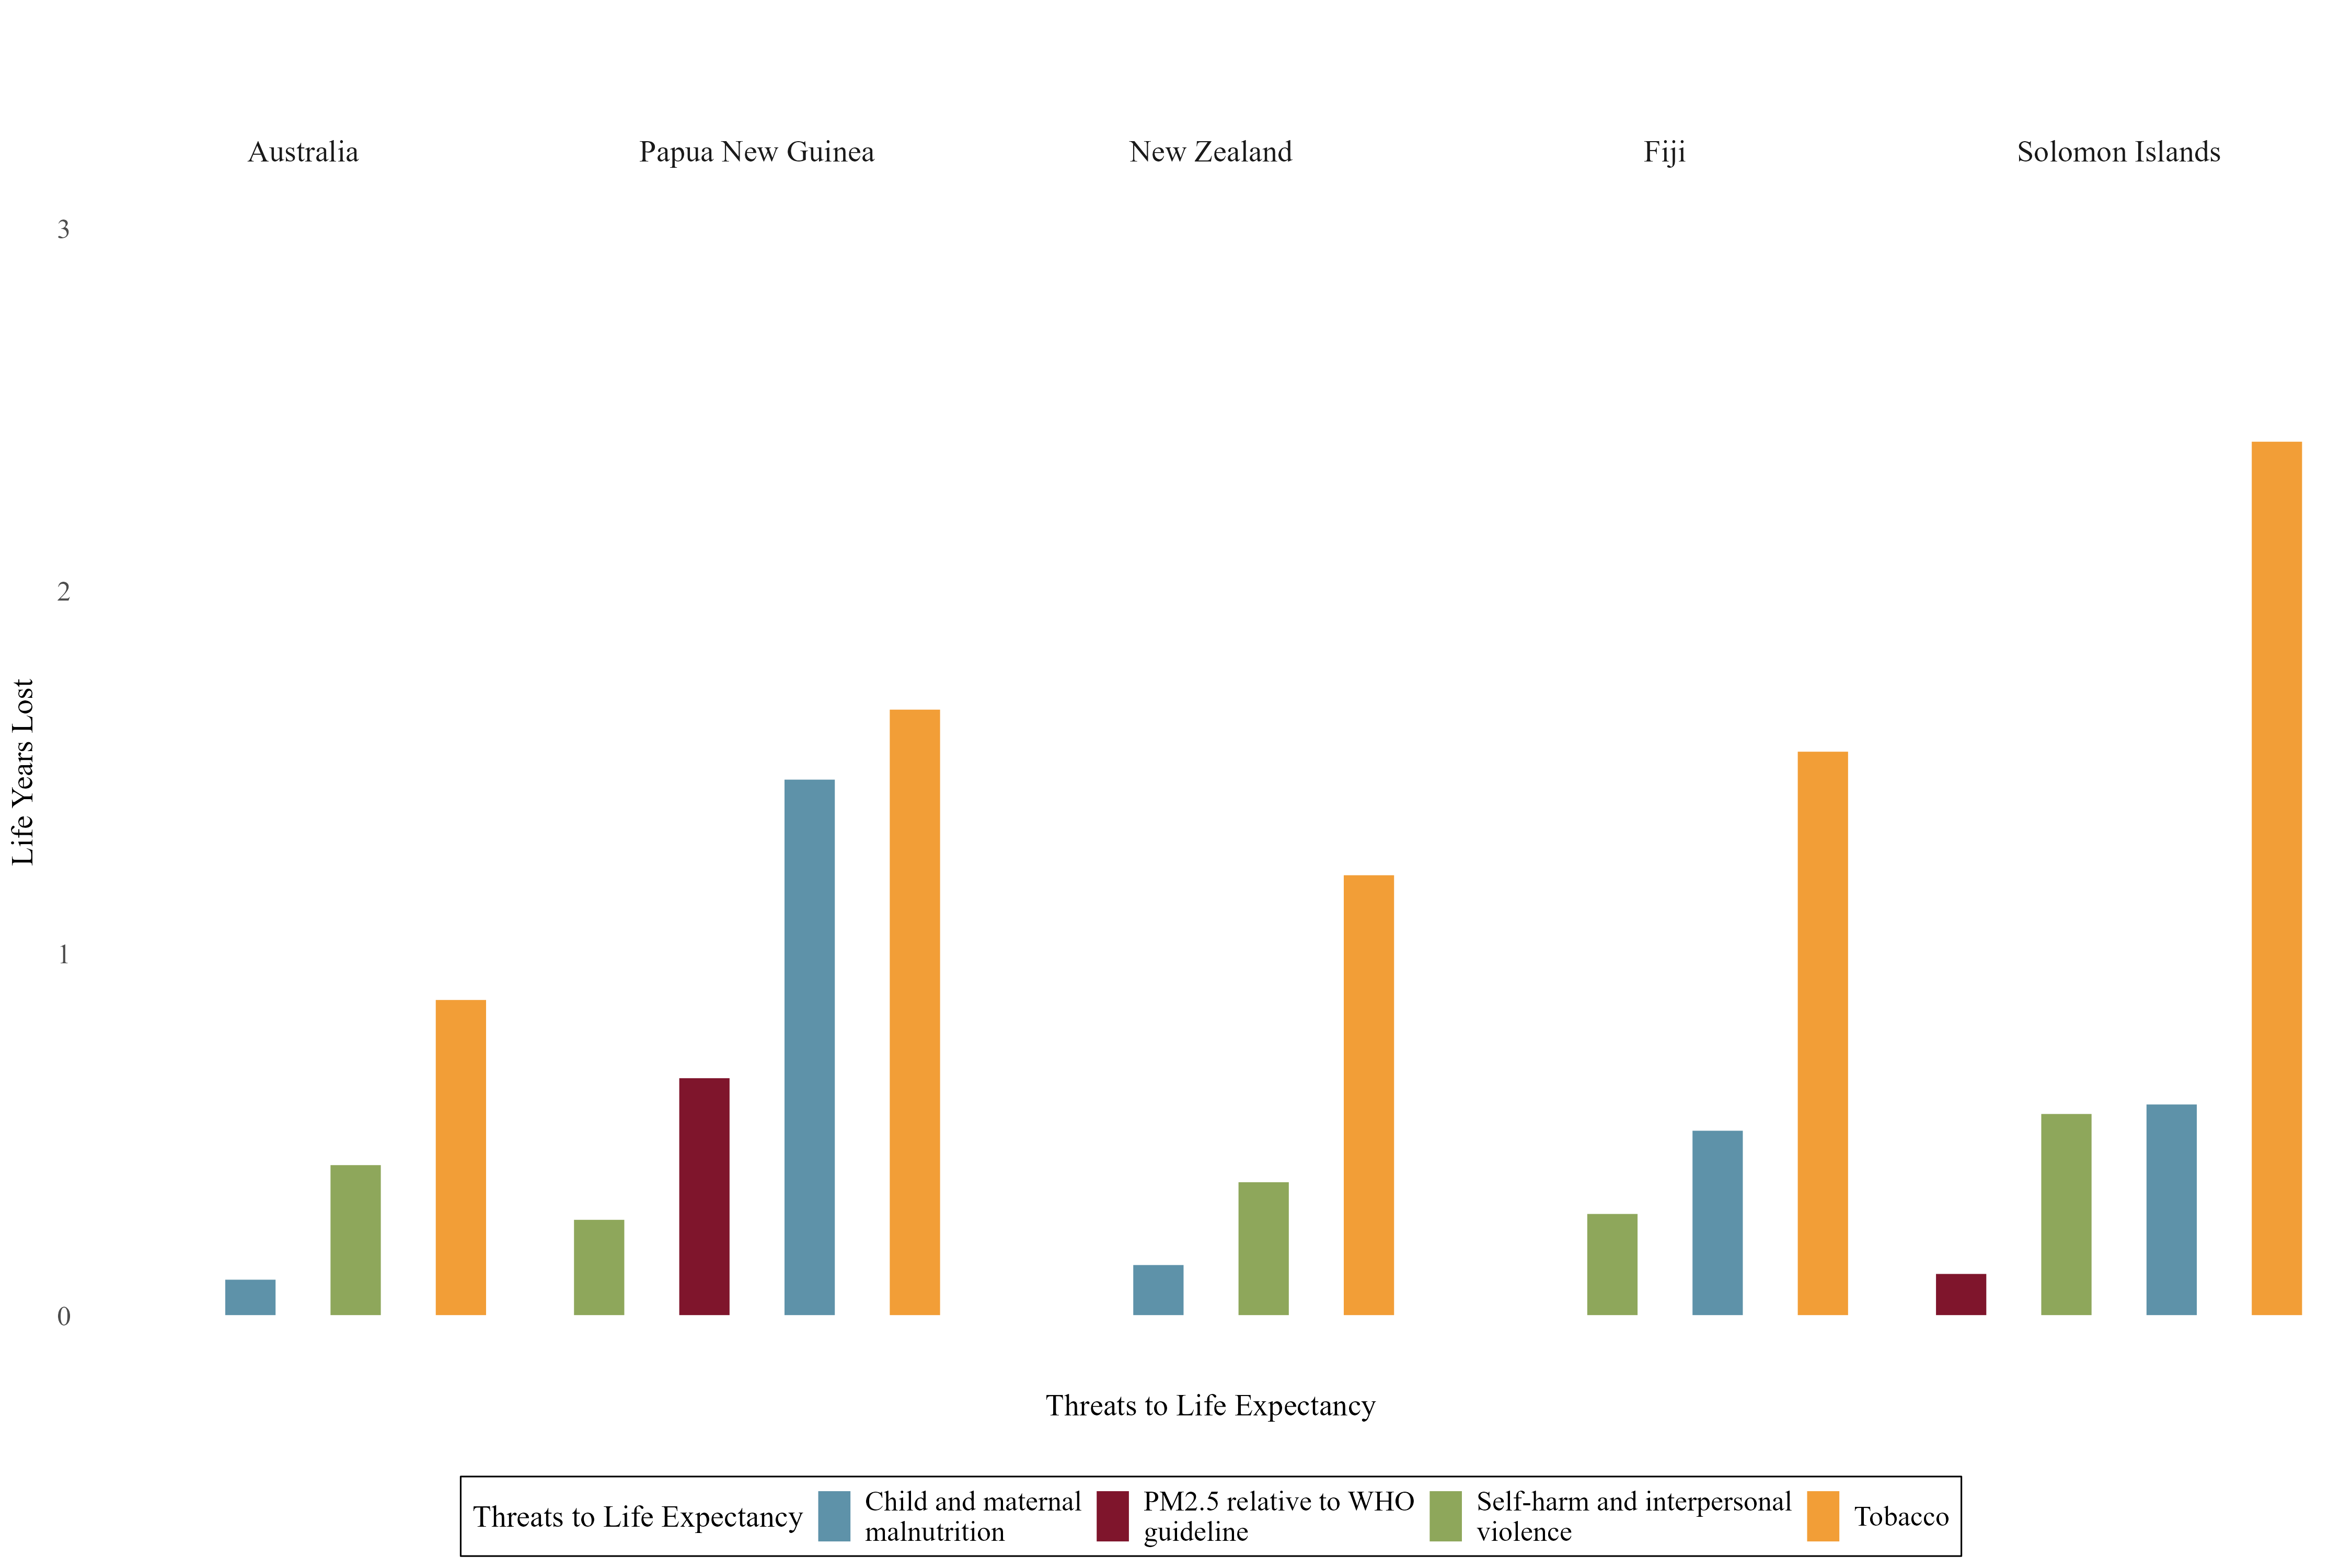 Australia
Papua New Guinea
New Zealand
Fiji
Solomon Islands
3
2
1
0
Life Years Lost
Threats to Life Expectancy
Threats to Life Expectancy
Child and maternal
malnutrition
PM2.5 relative to WHO
guideline
Self-harm and interpersonal
violence
Tobacco